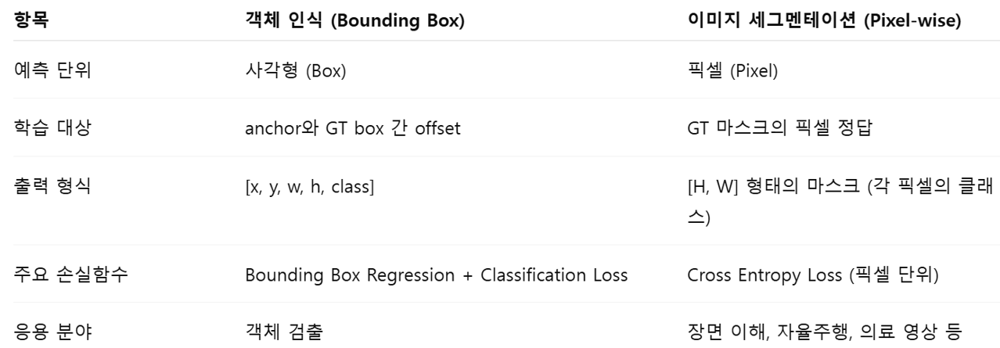 항목 객체 인식 (Bounding Box) 이미지 세그멘테이션 (Pixel-wise)
예측 단위 사각형 (Box) 픽셀 (Pixel)
학습 대상 anchor와 GT box 간 offset GT 마스크의 픽셀 정답
출력 형식 [x, y, w, h, class] [H, W] 형태의 마스크 (각 픽셀의 클래
스)
주요 손실함수 Bounding Box Regression + Classification Loss Cross Entropy Loss (픽셀 단위)
응용 분야 객체 검출 장면 이해, 자율주행, 의료 영상 등